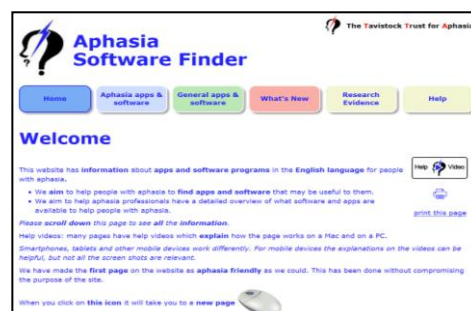 The Tavistock Trust for Aphasia
Aphasia
Software Finder
Home
Aphasia apps &
software
General apps &
software
What's New
Research
Evidence
Help
Welcome
Help Video
This website has information about apps and software programs in the English language for people
with aphasia.
print this page
• We aim to help people with aphasia to find apps and software that may be useful to them.
• We aim to help aphasia professionals have a detailed overview of what software and apps are
available to help people with aphasia.
Please scroll down this page to see all the information.
Help videos: many pages have help videos which explain how the page works on a Mac and on a PC.
Smartphones, tablets and other mobile devices work differently. For mobile devices the explanations on the videos can be
helpful, but not all the screen shots are relevant.
We have made the first page on the website as aphasia friendly as we could. This has been done without compromising
the purpose of the site.
When you click on this icon it will take you to a new page